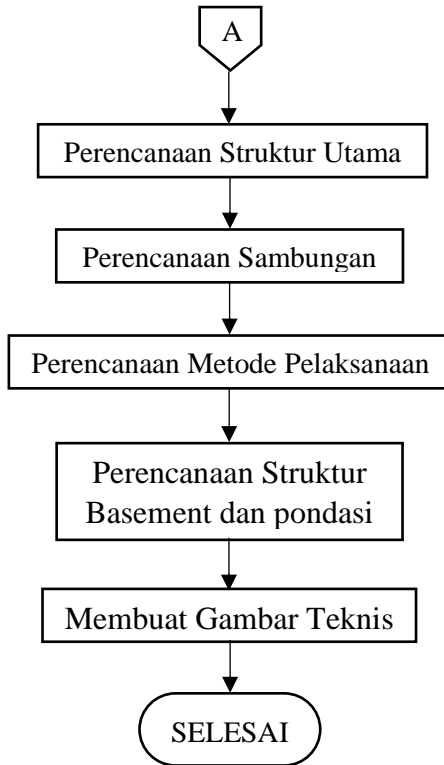 A
Perencanaan Struktur Utama
Perencanaan Sambungan
Perencanaan Metode Pelaksanaan
Perencanaan Struktur
Basement dan pondasi
Membuat Gambar Teknis
SELESAI